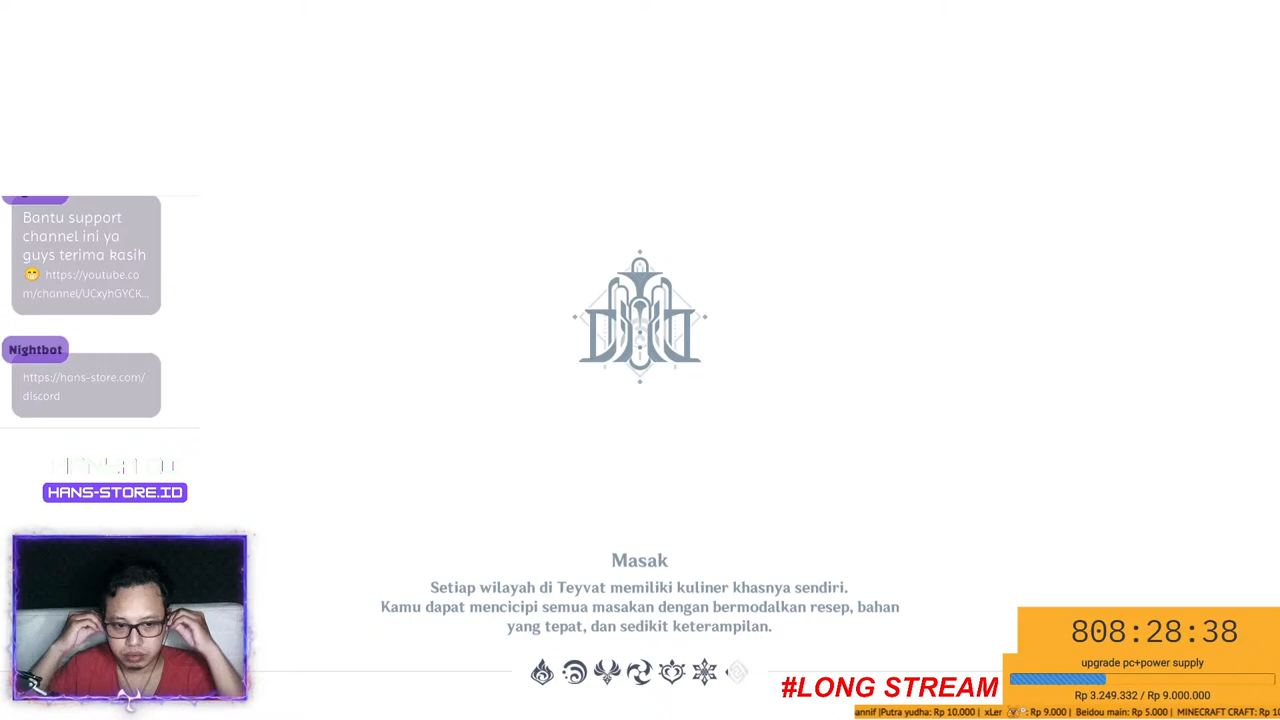 Bantu support
channel ini ya
guys terima kasih
https://youtube.co
m/channel/UCxyhGYCK...
Nightbot
https://hans-store.com/
discord
HANS-STORE.ID
Masak
Setiap wilayah di Teyvat memiliki kuliner khasnya sendiri.
Kamu dapat mencicipi semua masakan dengan bermodalkan resep, bahan
yang tepat, dan sedikit keterampilan.
#LONG STREAM
808:28:38
upgrade pc+power supply
Rp 3.249.332 / Rp 9.000.000
annif |Putra yudha: Rp 10.000 | xLer : Rp 9.000 | Beidou main: Rp 5.000 | MINECRAFT CRAFT: Rp 10